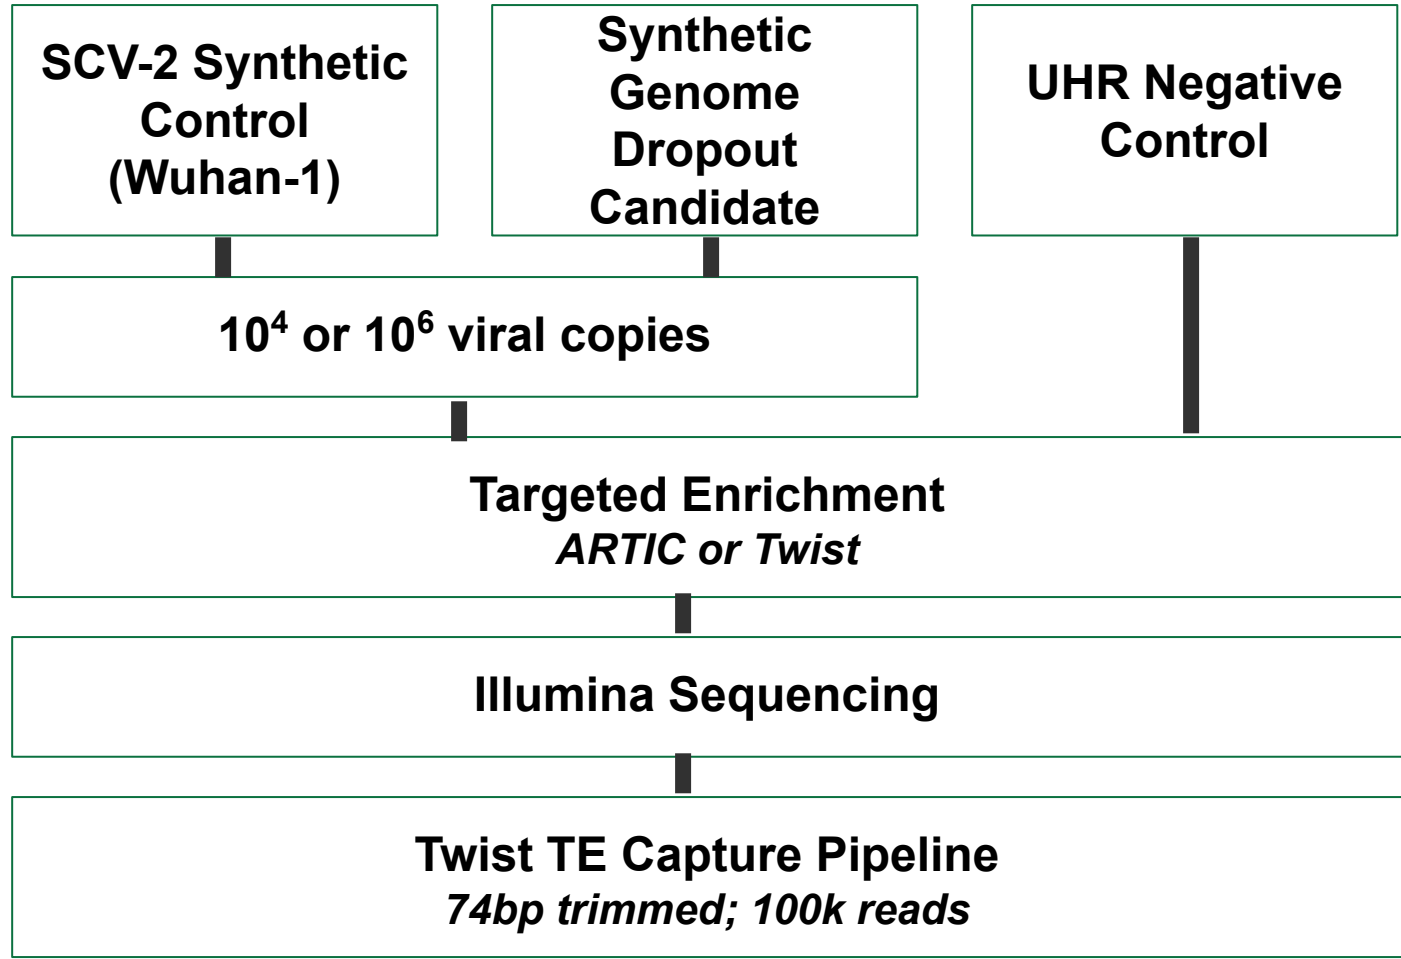 SCV-2 Synthetic
Control
(Wuhan-1)
Synthetic
Genome
Dropout
Candidate
UHR Negative
Control
10⁴ or 10⁶ viral copies
Targeted Enrichment
ARTIC or Twist
Illumina Sequencing
Twist TE Capture Pipeline
74bp trimmed; 100k reads